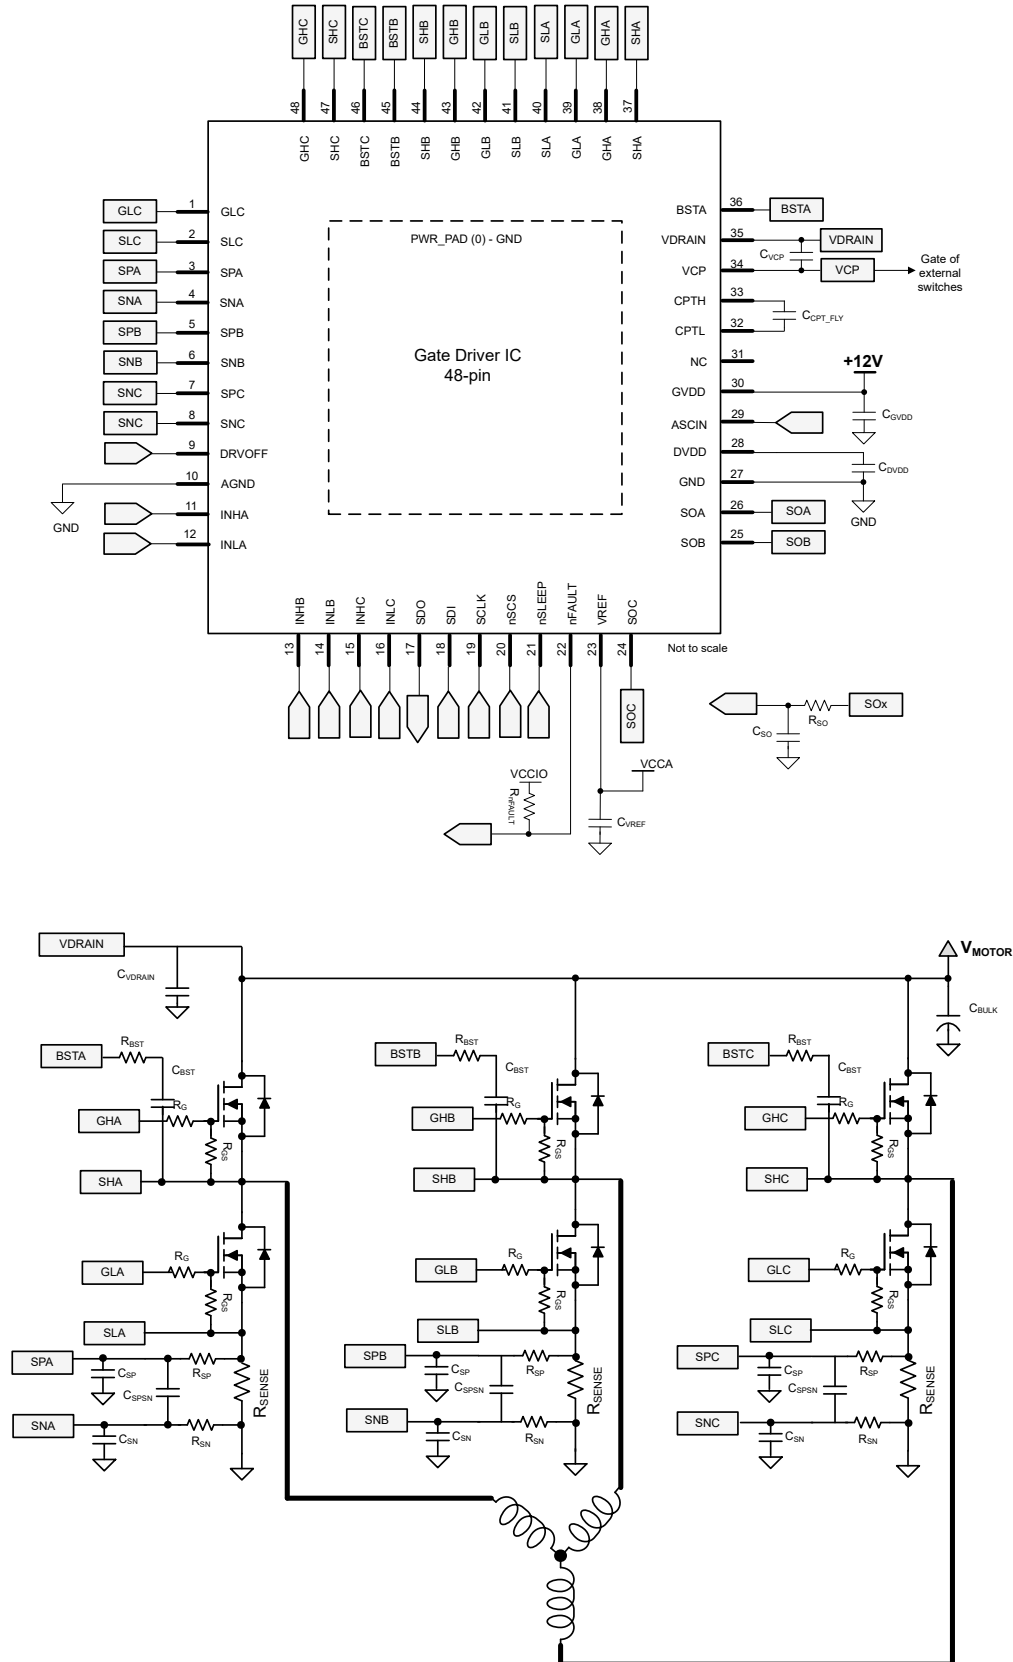 GHC SHC BSTC BSTB SHB GHB GLB SLB SLA GLA GHA SHA
48 47 46 45 44 43 42 41 40 39 38 37
GHC SHC BSTC BSTB SHB GHB GLB SLB SLA GLA GHA SHA
GLC 1 GLC
SLC 2 SLC
SPA 3 SPA
SNA 4 SNA
SPB 5 SPB
SNB 6 SNB
SNC 7 SPC
SNC 8 SNC
9 DRVOFF
10 AGND
GND
11 INHA
12 INLA
PWR_PAD (0) - GND
Gate Driver IC
48-pin
BSTA 36 BSTA
VDRAIN 35 VDRAIN
CVCP
VCP 34 VCP
Gate of
external
switches
CPTH 33
CCPT_FLY
CPTL 32
NC 31
+12V
GVDD 30
CGVDD
ASCIN 29
DVDD 28
CDVDD
GND 27
GND
SOA 26 SOA
SOB 25 SOB
INHB INLB INHC INLC SDO SDI SCLK nSCS nSLEEP nFAULT VREF SOC
13 14 15 16 17 18 19 20 21 22 23 24
Not to scale
SOC
SOx
RSO
CSO
VCCIO
RnFAULT
VCCA
CVREF
VDRAIN
CVDRAIN
VMOTOR
CBULK
BSTA RBST
CBST
GHA RG
RGS
SHA
GLA RG
RGS
SLA
SPA CSP RSP
CSPSN
RSENSE
SNA CSN RSN
BSTB RBST
CBST
GHB RG
RGS
SHB
GLB RG
RGS
SLB
SPB CSP RSP
CSPSN
RSENSE
SNB CSN RSN
BSTC RBST
CBST
GHC RG
RGS
SHC
GLC RG
RGS
SLC
SPC CSP RSP
CSPSN
RSENSE
SNC CSN RSN